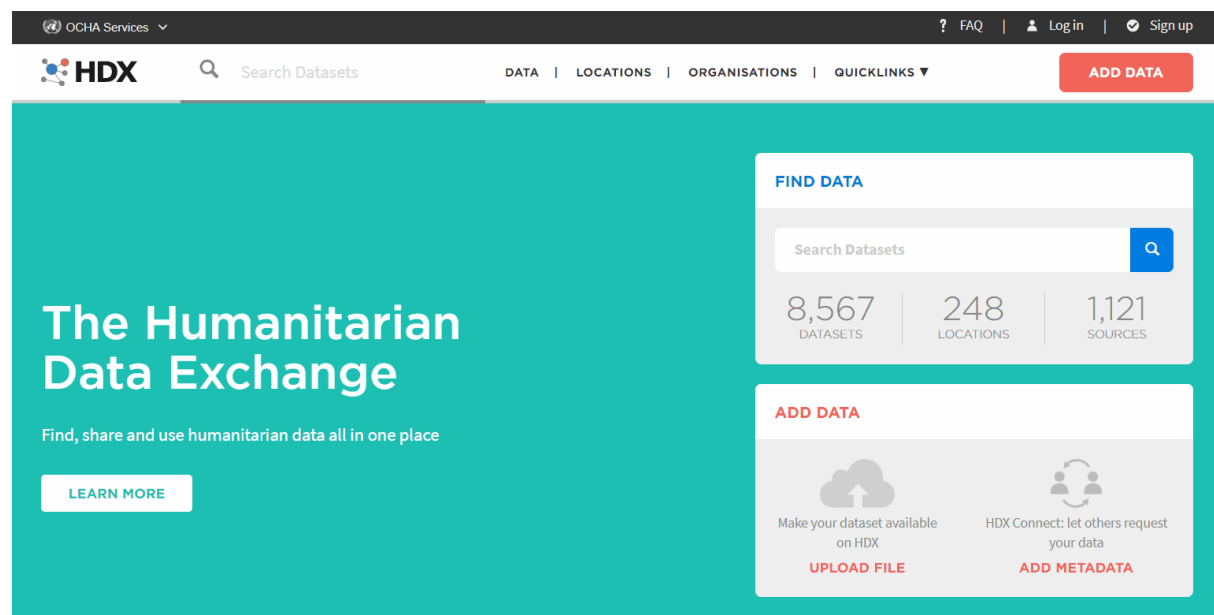 OCHA Services
? FAQ | Log in | Sign up
HDX
Search Datasets
DATA | LOCATIONS | ORGANISATIONS | QUICKLINKS ▼
ADD DATA
The Humanitarian
Data Exchange
Find, share and use humanitarian data all in one place
LEARN MORE
FIND DATA
Search Datasets
8,567 248 1,121
DATASETS LOCATIONS SOURCES
ADD DATA
Make your dataset available
on HDX
UPLOAD FILE
HDX Connect: let others request
your data
ADD METADATA